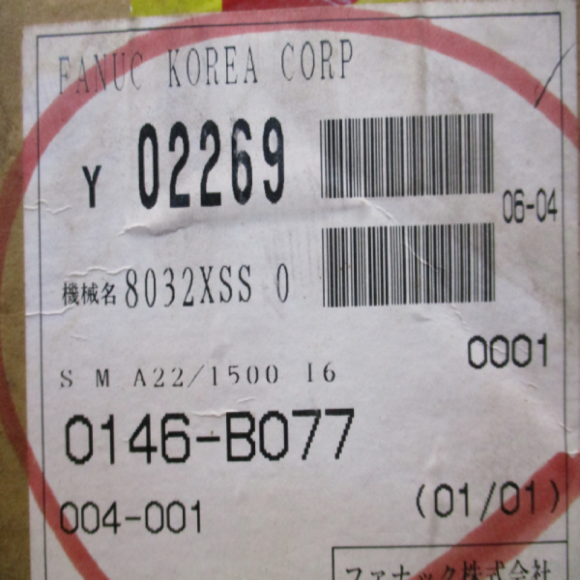 FANUC KOREA CORP
Y 02269
06-04
機械名 8032XSS 0
0001
S M A22/1500 I6
0146-B077
004-001 (01/01)
ファナック株式会社